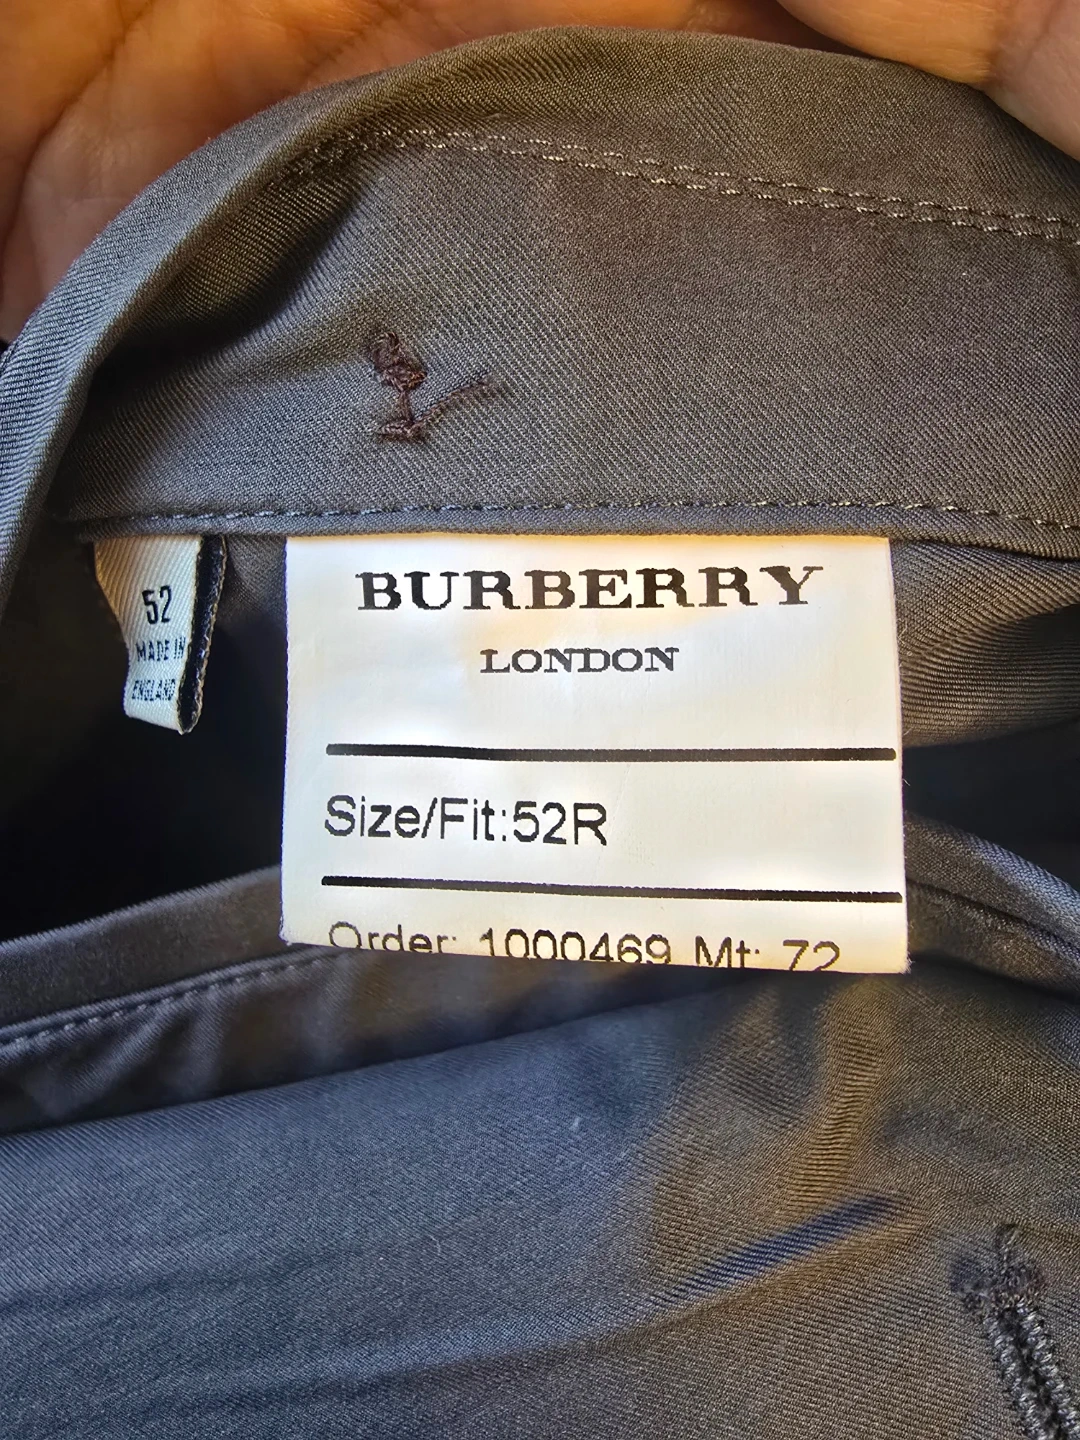 52
MADE IN
ENGLAND
BURBERRY
LONDON
Size/Fit:52R
Order: 1000469 Mt: 72